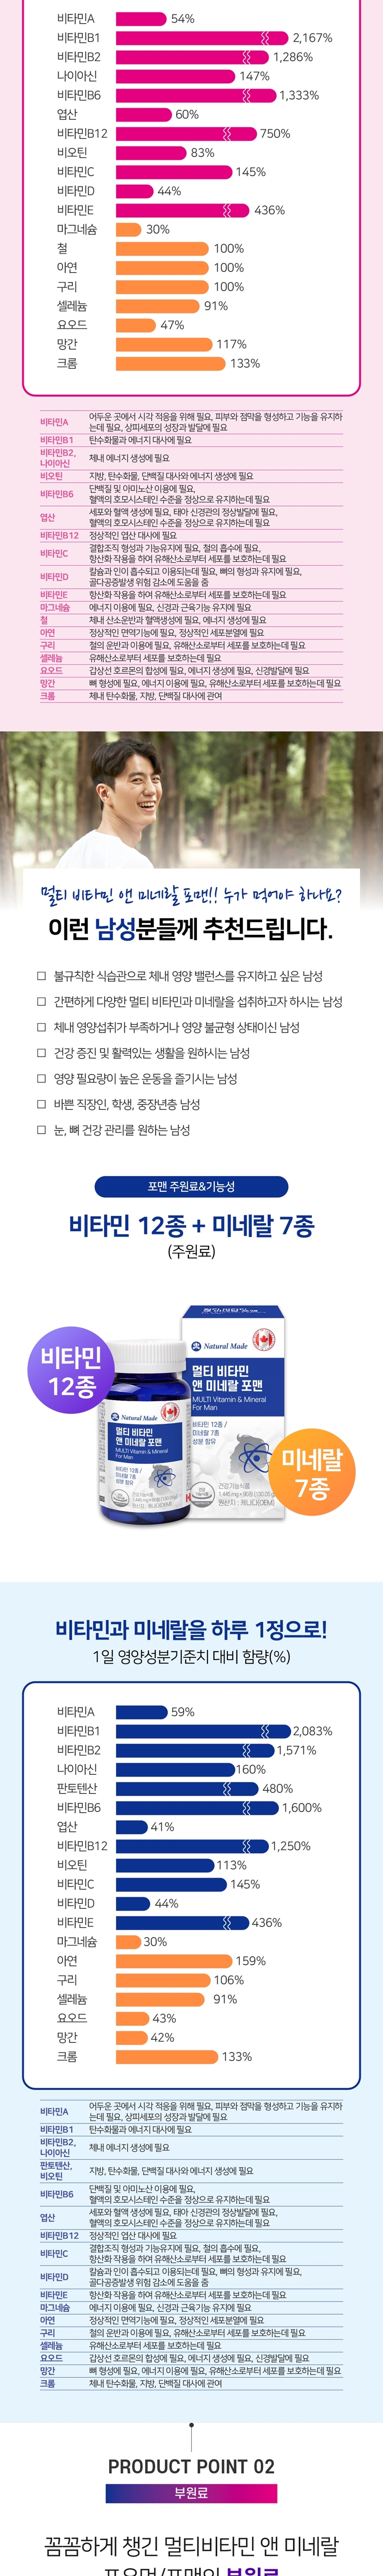 비타민A 54%
비타민B1 2,167%
비타민B2 1,286%
나이아신 147%
비타민B6 1,333%
엽산 60%
비타민B12 750%
비오틴 83%
비타민C 145%
비타민D 44%
비타민E 436%
마그네슘 30%
철 100%
아연 100%
구리 100%
셀레늄 91%
요오드 47%
망간 117%
크롬 133%
비타민A 어두운 곳에서 시각 적응을 위해 필요, 피부와 점막을 형성하고 기능을 유지하
는데 필요, 상피세포의 성장과 발달에 필요
비타민B1 탄수화물과 에너지 대사에 필요
비타민B2,
나이아신 체내 에너지 생성에 필요
비오틴 지방, 탄수화물, 단백질 대사와 에너지 생성에 필요
비타민B6 단백질 및 아미노산 이용에 필요,
혈액의 호모시스테인 수준을 정상으로 유지하는데 필요
엽산 세포와 혈액 생성에 필요, 태아 신경관의 정상발달에 필요,
혈액의 호모시스테인 수준을 정상으로 유지하는데 필요
비타민B12 정상적인 엽산 대사에 필요
비타민C 결합조직 형성과 기능유지에 필요, 철의 흡수에 필요,
항산화 작용을 하여 유해산소로부터 세포를 보호하는데 필요
비타민D 칼슘과 인이 흡수되고 이용되는데 필요, 뼈의 형성과 유지에 필요,
골다공증발생 위험 감소에 도움을 줌
비타민E 항산화 작용을 하여 유해산소로부터 세포를 보호하는데 필요
마그네슘 에너지 이용에 필요, 신경과 근육기능 유지에 필요
철 체내 산소운반과 혈액생성에 필요, 에너지 생성에 필요
아연 정상적인 면역기능에 필요, 정상적인 세포분열에 필요
구리 철의 운반과 이용에 필요, 유해산소로부터 세포를 보호하는데 필요
셀레늄 유해산소로부터 세포를 보호하는데 필요
요오드 갑상선 호르몬의 합성에 필요, 에너지 생성에 필요, 신경발달에 필요
망간 뼈 형성에 필요, 에너지 이용에 필요, 유해산소로부터 세포를 보호하는데 필요
크롬 체내 탄수화물, 지방, 단백질 대사에 관여
멀티 비타민 앤 미네랄 포맨!! 누가 먹어야 하나요?
이런 남성분들께 추천드립니다.
불규칙한 식습관으로 체내 영양 밸런스를 유지하고 싶은 남성
간편하게 다양한 멀티 비타민과 미네랄을 섭취하고자 하시는 남성
체내 영양섭취가 부족하거나 영양 불균형 상태이신 남성
건강 증진 및 활력있는 생활을 원하시는 남성
영양 필요량이 높은 운동을 즐기시는 남성
바쁜 직장인, 학생, 중장년층 남성
눈, 뼈 건강 관리를 원하는 남성
포맨 주원료&기능성
비타민 12종 + 미네랄 7종
(주원료)
비타민
12종
Natural Made
멀티 비타민
앤 미네랄 포맨
MULTI Vitamin & Mineral
For Man
비타민 12종 /
미네랄 7종
성분 함유
건강기능식품
원산지 : 캐나다(OEM)
Natural Made
멀티 비타민
앤 미네랄 포맨
MULTI Vitamin & Mineral
For Man
비타민 12종 /
미네랄 7종
성분 함유
미네랄
7종
비타민과 미네랄을 하루 1정으로!
1일 영양성분기준치 대비 함량(%)
비타민A 59%
비타민B1 2,083%
비타민B2 1,571%
나이아신 160%
판토텐산 480%
비타민B6 1,600%
엽산 41%
비타민B12 1,250%
비오틴 113%
비타민C 145%
비타민D 44%
비타민E 436%
마그네슘 30%
아연 159%
구리 106%
셀레늄 91%
요오드 43%
망간 42%
크롬 133%
비타민A 어두운 곳에서 시각 적응을 위해 필요, 피부와 점막을 형성하고 기능을 유지하
는데 필요, 상피세포의 성장과 발달에 필요
비타민B1 탄수화물과 에너지 대사에 필요
비타민B2,
나이아신 체내 에너지 생성에 필요
판토텐산,
비오틴 지방, 탄수화물, 단백질 대사와 에너지 생성에 필요
비타민B6 단백질 및 아미노산 이용에 필요,
혈액의 호모시스테인 수준을 정상으로 유지하는데 필요
엽산 세포와 혈액 생성에 필요, 태아 신경관의 정상발달에 필요,
혈액의 호모시스테인 수준을 정상으로 유지하는데 필요
비타민B12 정상적인 엽산 대사에 필요
비타민C 결합조직 형성과 기능유지에 필요, 철의 흡수에 필요,
항산화 작용을 하여 유해산소로부터 세포를 보호하는데 필요
비타민D 칼슘과 인이 흡수되고 이용되는데 필요, 뼈의 형성과 유지에 필요,
골다공증발생 위험 감소에 도움을 줌
비타민E 항산화 작용을 하여 유해산소로부터 세포를 보호하는데 필요
마그네슘 에너지 이용에 필요, 신경과 근육기능 유지에 필요
아연 정상적인 면역기능에 필요, 정상적인 세포분열에 필요
구리 철의 운반과 이용에 필요, 유해산소로부터 세포를 보호하는데 필요
셀레늄 유해산소로부터 세포를 보호하는데 필요
요오드 갑상선 호르몬의 합성에 필요, 에너지 생성에 필요, 신경발달에 필요
망간 뼈 형성에 필요, 에너지 이용에 필요, 유해산소로부터 세포를 보호하는데 필요
크롬 체내 탄수화물, 지방, 단백질 대사에 관여
PRODUCT POINT 02
부원료
꼼꼼하게 챙긴 멀티비타민 앤 미네랄